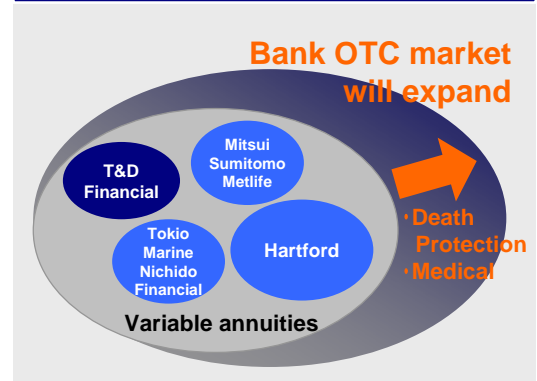 Bank OTC market
will expand
Mitsui
Sumitomo
Metlife
T&D
Financial
Tokio
Marine
Nichido
Financial
Hartford
・Death
Protection
・Medical
Variable annuities